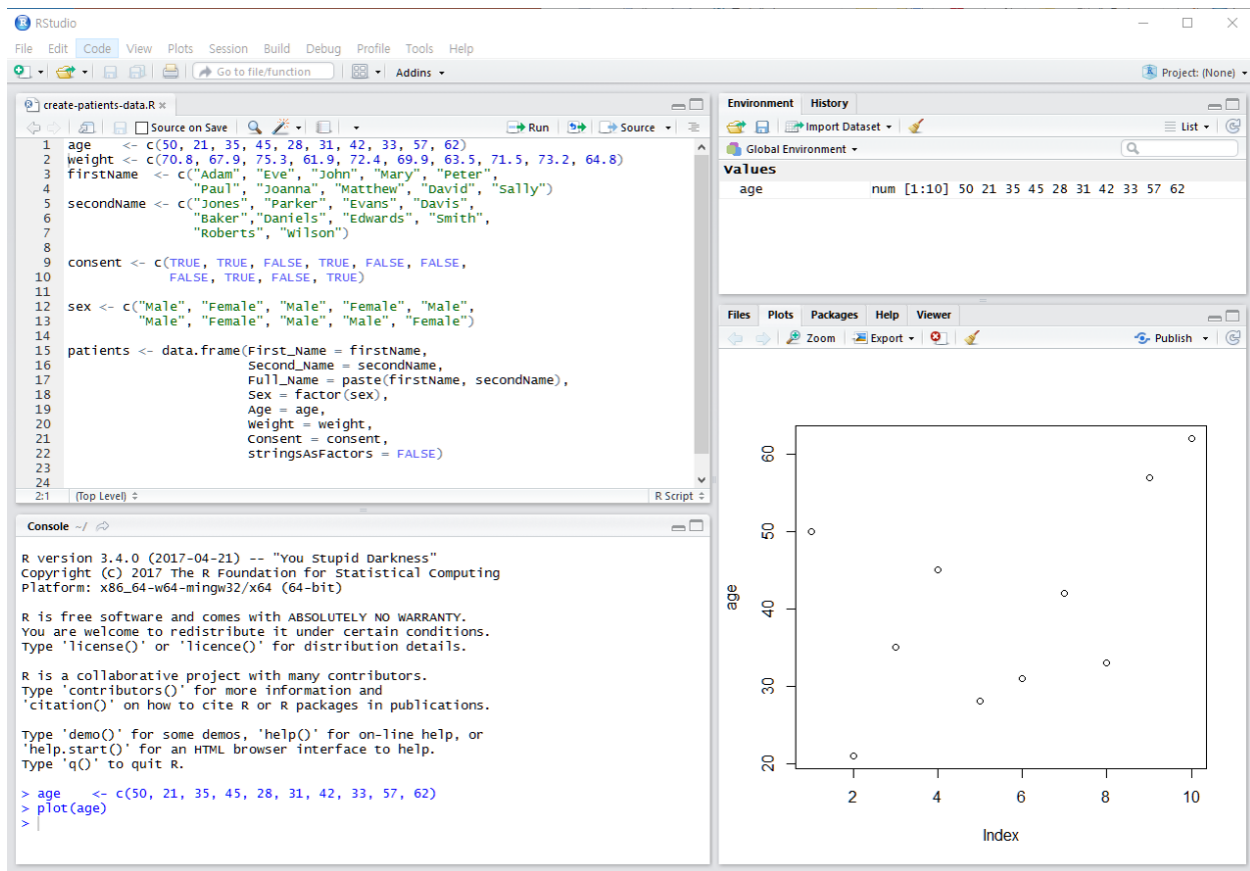 RStudio
File Edit Code View Plots Session Build Debug Profile Tools Help
Go to file/function Addins Project: (None)
create-patients-data.R
Source on Save Run Source
1 age    <- c(50, 21, 35, 45, 28, 31, 42, 33, 57, 62)
2 weight <- c(70.8, 67.9, 75.3, 61.9, 72.4, 69.9, 63.5, 71.5, 73.2, 64.8)
3 firstName  <- c("Adam", "Eve", "John", "Mary", "Peter",
4                 "Paul", "Joanna", "Matthew", "David", "Sally")
5 secondName <- c("Jones", "Parker", "Evans", "Davis",
6                 "Baker","Daniels", "Edwards", "Smith",
7                 "Roberts", "Wilson")
8
9 consent <- c(TRUE, TRUE, FALSE, TRUE, FALSE, FALSE,
10              FALSE, TRUE, FALSE, TRUE)
11
12 sex <- c("Male", "Female", "Male", "Female", "Male",
13          "Male", "Female", "Male", "Male", "Female")
14
15 patients <- data.frame(First_Name = firstName,
16                        Second_Name = secondName,
17                        Full_Name = paste(firstName, secondName),
18                        Sex = factor(sex),
19                        Age = age,
20                        Weight = weight,
21                        Consent = consent,
22                        stringsAsFactors = FALSE)
23
24
2:1 (Top Level) R Script
Console ~/
R version 3.4.0 (2017-04-21) -- "You Stupid Darkness"
Copyright (C) 2017 The R Foundation for Statistical Computing
Platform: x86_64-w64-mingw32/x64 (64-bit)
R is free software and comes with ABSOLUTELY NO WARRANTY.
You are welcome to redistribute it under certain conditions.
Type 'license()' or 'licence()' for distribution details.
R is a collaborative project with many contributors.
Type 'contributors()' for more information and
'citation()' on how to cite R or R packages in publications.
Type 'demo()' for some demos, 'help()' for on-line help, or
'help.start()' for an HTML browser interface to help.
Type 'q()' to quit R.
> age    <- c(50, 21, 35, 45, 28, 31, 42, 33, 57, 62)
> plot(age)
>
Environment History
Import Dataset List
Global Environment
Values
age num [1:10] 50 21 35 45 28 31 42 33 57 62
Files Plots Packages Help Viewer
Zoom Export Publish
60
50
40
30
20
age
2 4 6 8 10
Index